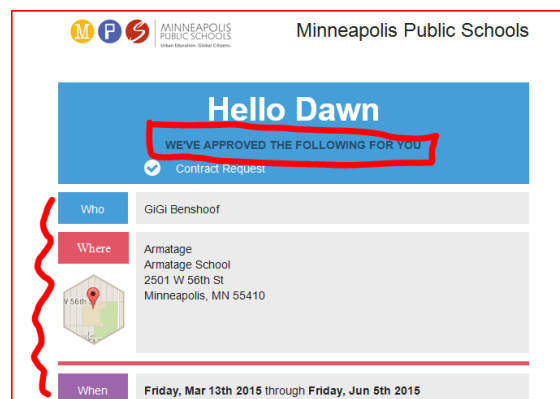 M P S MINNEAPOLIS
PUBLIC SCHOOLS
Urban Education. Global Citizens.
Minneapolis Public Schools
Hello Dawn
WE'VE APPROVED THE FOLLOWING FOR YOU
Contract Request
Who
GiGi Benshoof
Where
Armatage
Armatage School
2501 W 56th St
Minneapolis, MN 55410
V 56th S
When
Friday, Mar 13th 2015 through Friday, Jun 5th 2015